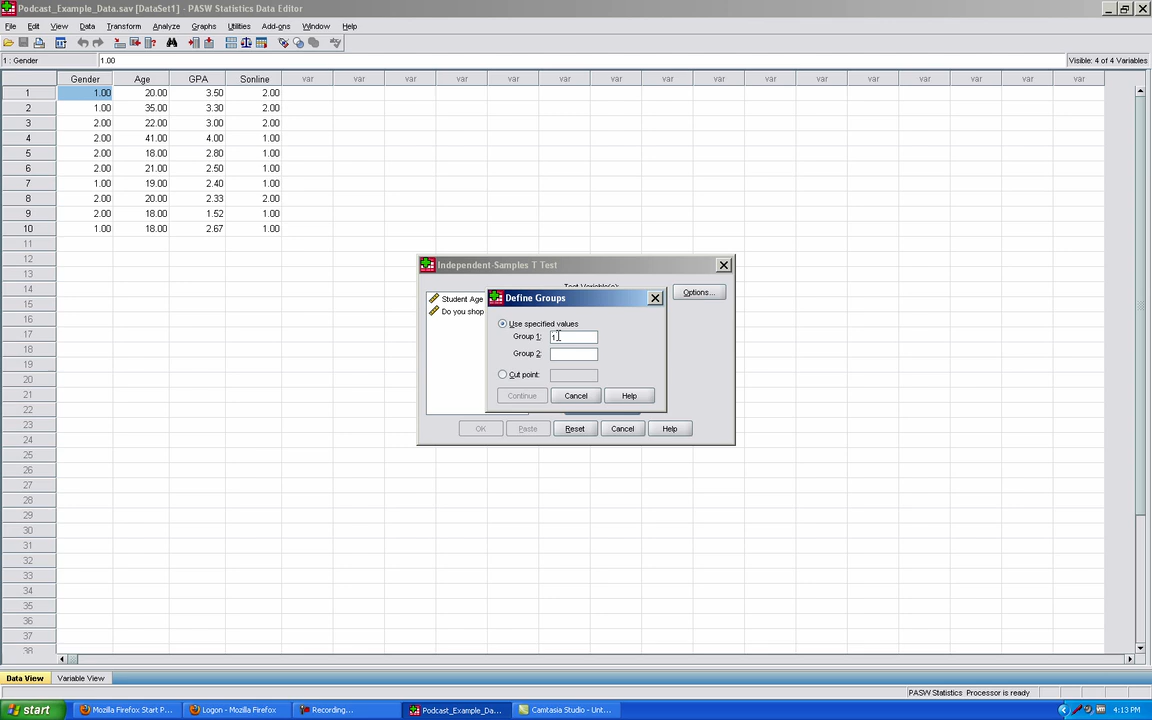 Podcast_Example_Data.sav [DataSet1] - PASW Statistics Data Editor
File Edit View Data Transform Analyze Graphs Utilities Add-ons Window Help
1 : Gender 1.00 Visible: 4 of 4 Variables
Gender Age GPA Sonline var var var var var var var var var var var var var var var var
1 1.00 20.00 3.50 2.00
2 1.00 35.00 3.30 2.00
3 2.00 22.00 3.00 2.00
4 2.00 41.00 4.00 1.00
5 2.00 18.00 2.80 1.00
6 2.00 21.00 2.50 1.00
7 1.00 19.00 2.40 1.00
8 2.00 20.00 2.33 2.00
9 2.00 18.00 1.52 1.00
10 1.00 18.00 2.67 1.00
11
12
13
14
15
16
17
18
19
20
21
22
23
24
25
26
27
28
29
30
31
32
33
34
35
36
37
38
Independent-Samples T Test
Test Variable(s):
Student Age
Do you shop
Options...
Define Groups
Use specified values
Group 1: 1
Group 2:
Cut point:
Continue Cancel Help
OK Paste Reset Cancel Help
Data View Variable View
PASW Statistics Processor is ready
start Mozilla Firefox Start P... Logon - Mozilla Firefox Recording... Podcast_Example_Da... Camtasia Studio - Unt... 4:13 PM